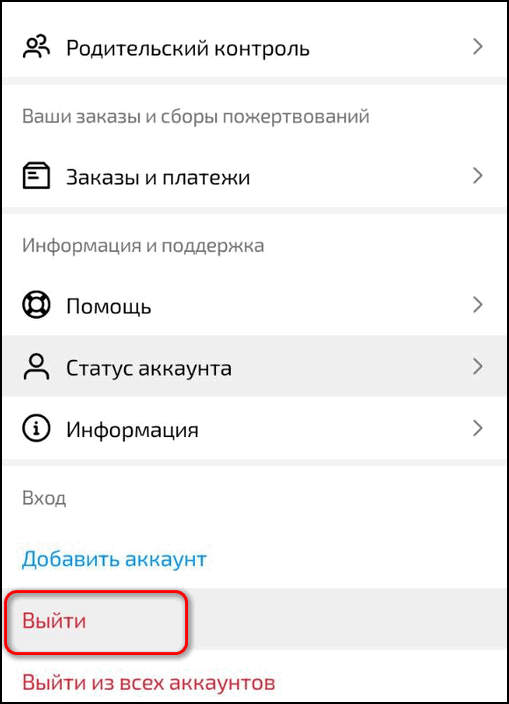 Родительский контроль
Ваши заказы и сборы пожертвований
Заказы и платежи
Информация и поддержка
Помощь
Статус аккаунта
Информация
Вход
Добавить аккаунт
Выйти
Выйти из всех аккаунтов